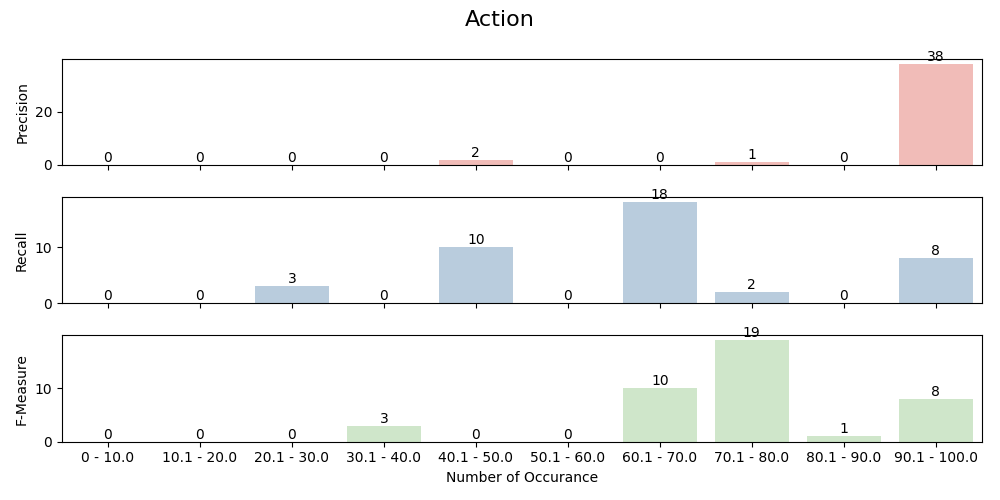 Action
Precision
20
0
0 0 0 0 2 0 0 1 0 38
Recall
10
0
0 0 3 0 10 0 18 2 0 8
F-Measure
10
0
0 0 0 3 0 0 10 19 1 8
0 - 10.0 10.1 - 20.0 20.1 - 30.0 30.1 - 40.0 40.1 - 50.0 50.1 - 60.0 60.1 - 70.0 70.1 - 80.0 80.1 - 90.0 90.1 - 100.0
Number of Occurance